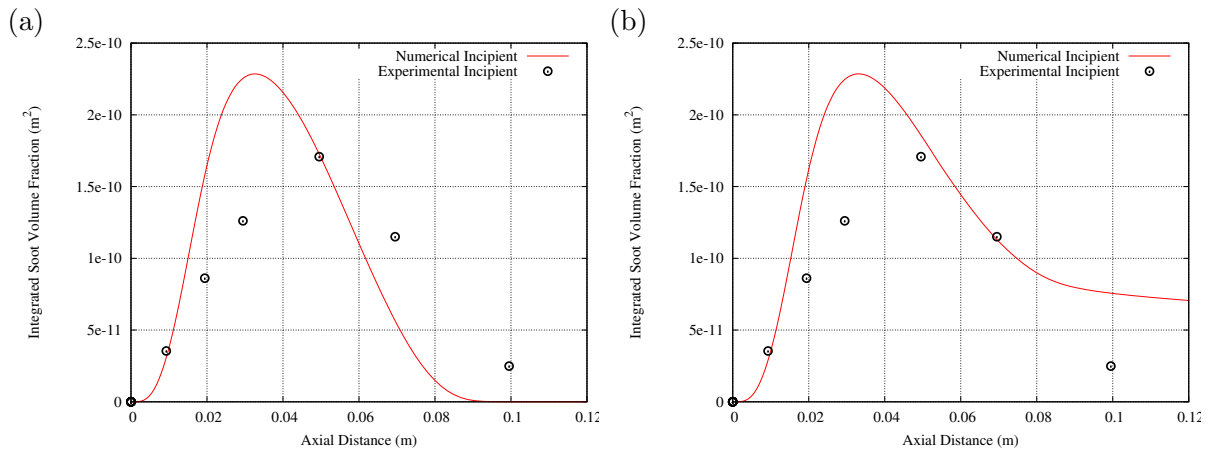 (a)
Integrated Soot Volume Fraction (m²)
2.5e-10
2e-10
1.5e-10
1e-10
5e-11
0
0 0.02 0.04 0.06 0.08 0.1 0.12
Axial Distance (m)
Numerical Incipient
Experimental Incipient
(b)
Integrated Soot Volume Fraction (m²)
2.5e-10
2e-10
1.5e-10
1e-10
5e-11
0
0 0.02 0.04 0.06 0.08 0.1 0.12
Axial Distance (m)
Numerical Incipient
Experimental Incipient